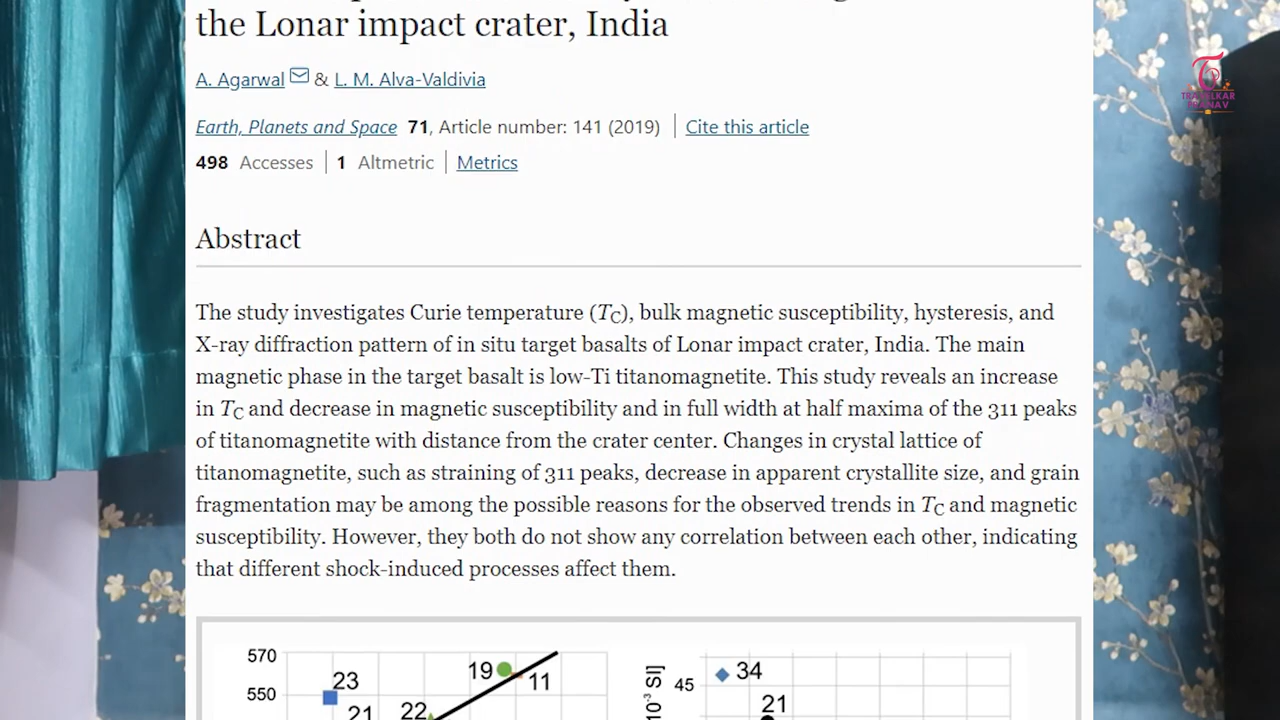 the Lonar impact crater, India
A. Agarwal & L. M. Alva-Valdivia
Earth, Planets and Space 71, Article number: 141 (2019) Cite this article
498 Accesses 1 Altmetric Metrics
Abstract
The study investigates Curie temperature (TC), bulk magnetic susceptibility, hysteresis, and
X-ray diffraction pattern of in situ target basalts of Lonar impact crater, India. The main
magnetic phase in the target basalt is low-Ti titanomagnetite. This study reveals an increase
in TC and decrease in magnetic susceptibility and in full width at half maxima of the 311 peaks
of titanomagnetite with distance from the crater center. Changes in crystal lattice of
titanomagnetite, such as straining of 311 peaks, decrease in apparent crystallite size, and grain
fragmentation may be among the possible reasons for the observed trends in TC and magnetic
susceptibility. However, they both do not show any correlation between each other, indicating
that different shock-induced processes affect them.
570
550
23
21
22
19
11
10⁻³ SI]
45
34
21
TRAVELKAR
PRANAV